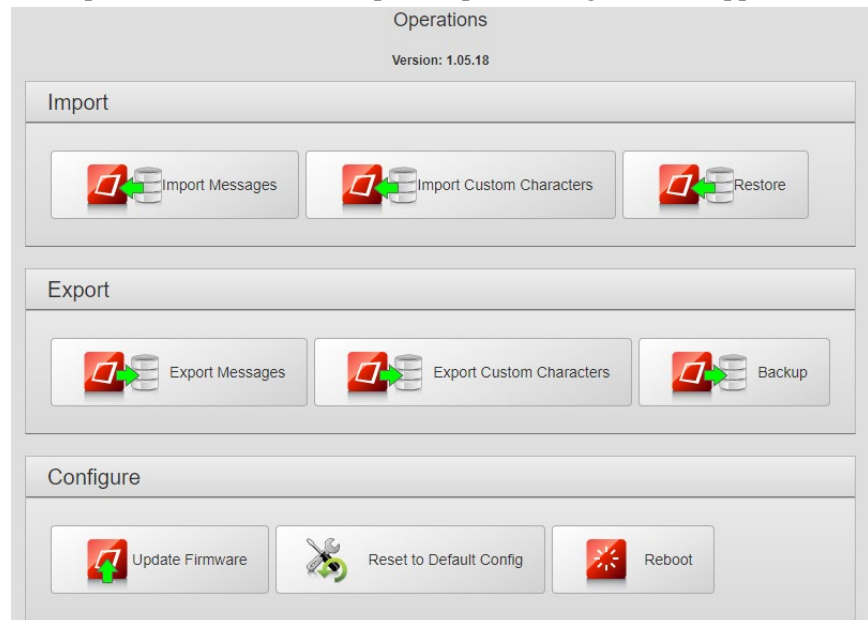 Operations
Version: 1.05.18
Import
Import Messages Import Custom Characters Restore
Export
Export Messages Export Custom Characters Backup
Configure
Update Firmware Reset to Default Config Reboot